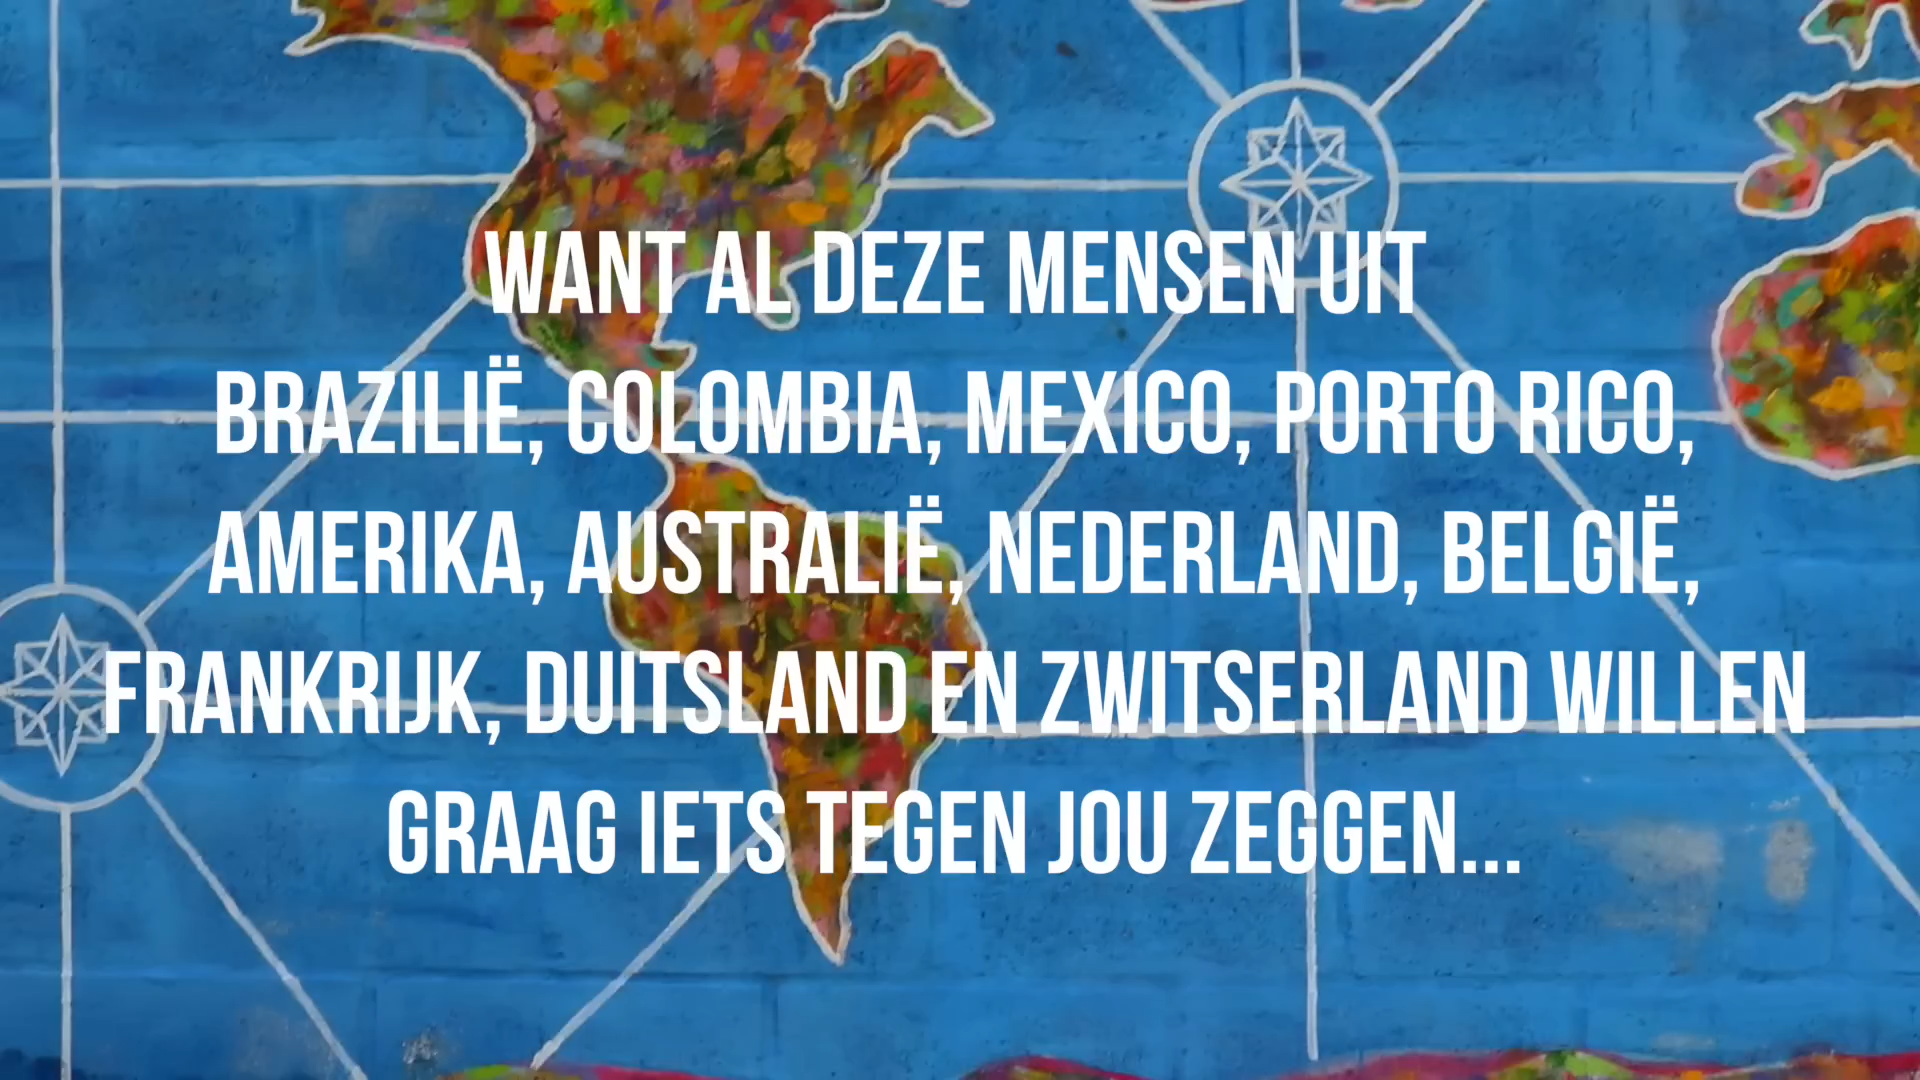 WANT AL DEZE MENSEN UIT
BRAZILIË, COLOMBIA, MEXICO, PORTO RICO,
AMERIKA, AUSTRALIË, NEDERLAND, BELGIË,
FRANKRIJK, DUITSLAND EN ZWITSERLAND WILLEN
GRAAG IETS TEGEN JOU ZEGGEN...